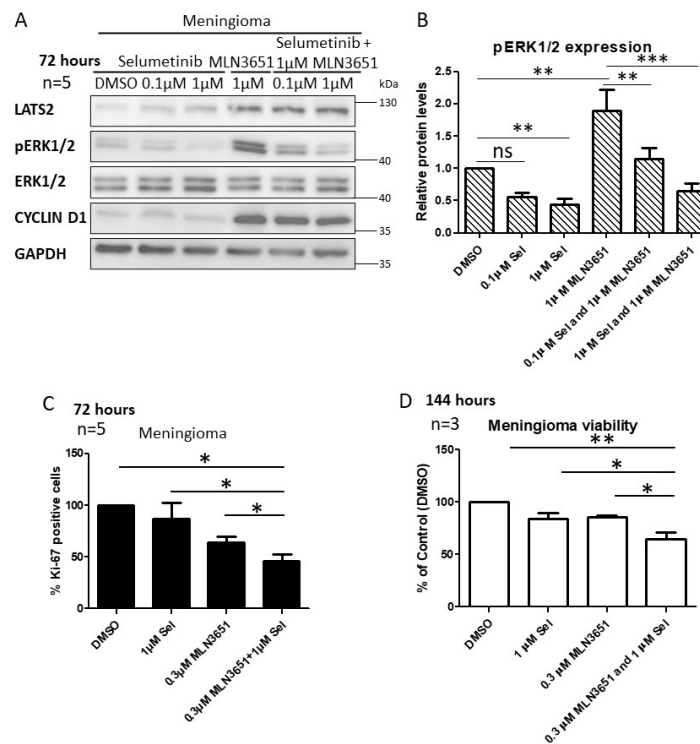 A
Meningioma
72 hours
Selumetinib MLN3651
Selumetinib +
1µM MLN3651
n=5
DMSO 0.1µM 1µM 1µM 0.1µM 1µM
kDa
LATS2
130
pERK1/2
40
ERK1/2
40
CYCLIN D1
35
GAPDH
35
B
pERK1/2 expression
Relative protein levels
2.5
2.0
1.5
1.0
0.5
0.0
**
***
**
**
ns
DMSO
0.1µM Sel
1µM Sel
1µ M MLN3651
0.1µ M Sel and 1µ M MLN3651
1µ M Sel and 1µ M MLN3651
C
72 hours
n=5
Meningioma
% Ki-67 positive cells
150
100
50
0
*
*
*
DMSO
1µM Sel
0.3µM MLN3651
0.3µM MLN3651+1µM Sel
D
144 hours
n=3
Meningioma viability
% of Control (DMSO)
150
100
50
0
**
*
*
DMSO
1 µM Sel
0.3 µM MLN3651
0.3 µM MLN3651 and 1 µM Sel